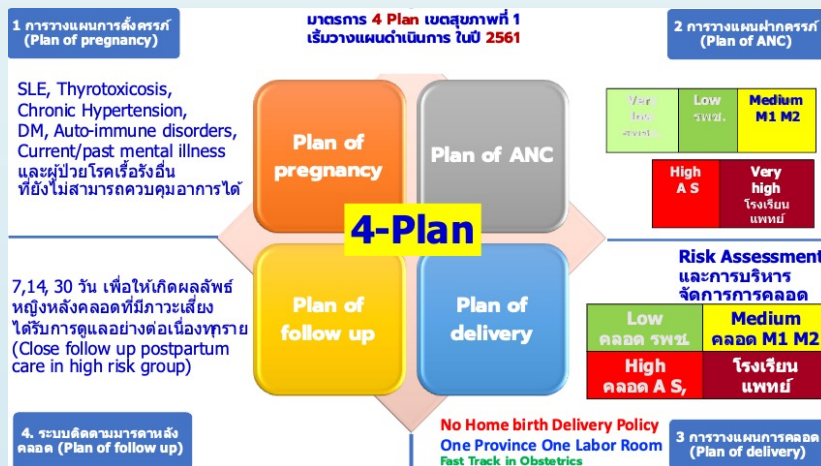 1 การวางแผนการตั้งครรภ์
(Plan of pregnancy)
มาตรการ 4 Plan เขตสุขภาพที่ 1
เริ่มวางแผนดำเนินการ ในปี 2561
2 การวางแผนฝากครรภ์
(Plan of ANC)
SLE, Thyrotoxicosis,
Chronic Hypertension,
DM, Auto-immune disorders,
Current/past mental illness
และผู้ป่วยโรคเรื้อรังอื่น
ที่ยังไม่สามารถควบคุมอาการได้
Plan of
pregnancy
Plan of ANC
Very
low
Low
รพช.
Medium
M1 M2
High
A S
Very
high
โรงเรียน
แพทย์
4-Plan
7,14, 30 วัน เพื่อให้เกิดผลลัพธ์
หญิงหลังคลอดที่มีภาวะเสี่ยง
ได้รับการดูแลอย่างต่อเนื่องทุกราย
(Close follow up postpartum
care in high risk group)
Plan of
follow up
Plan of
delivery
Risk Assessment
และการบริหาร
จัดการการคลอด
Low
คลอด รพช.
Medium
คลอด M1 M2
High
คลอด A S,
โรงเรียน
แพทย์
4. ระบบติดตามมารดาหลัง
คลอด (Plan of follow up)
No Home birth Delivery Policy
One Province One Labor Room
Fast Track in Obstetrics
3 การวางแผนการคลอด
(Plan of delivery)